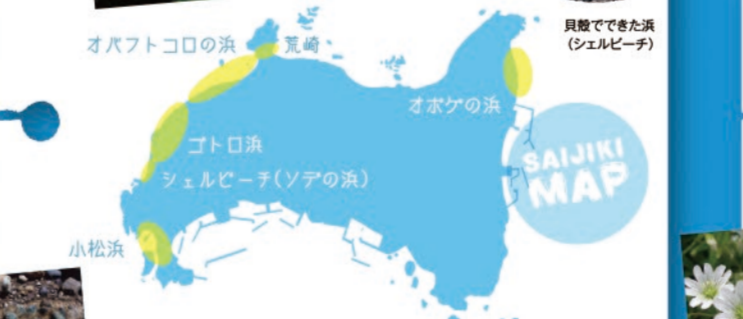 貝殻でできた浜
(シェルビーチ)
オパフトコロの浜
荒崎
オボゲの浜
ゴトロ浜
シェルビーチ(ソデの浜)
小松浜
SAIJIKI
MAP